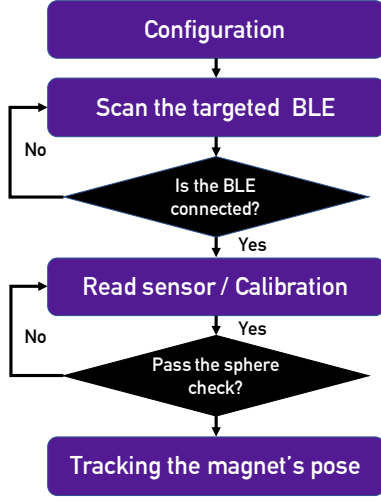 Configuration
Scan the targeted BLE
No
Is the BLE
connected?
Yes
Read sensor / Calibration
No
Yes
Pass the sphere
check?
Tracking the magnet's pose